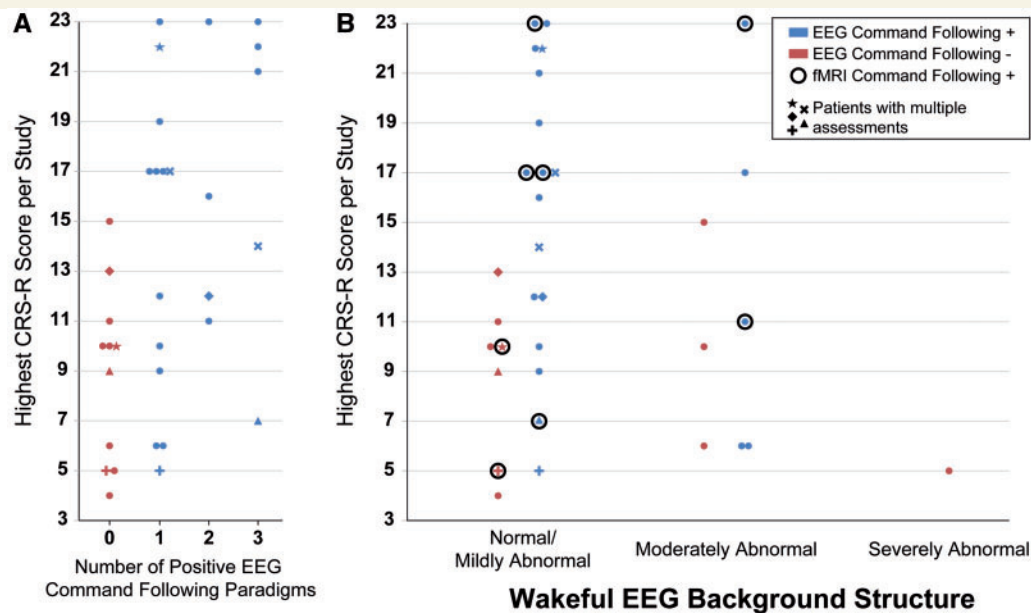 A
Highest CRS-R Score per Study
23
21
19
17
15
13
11
9
7
5
3
0 1 2 3
Number of Positive EEG
Command Following Paradigms
B
Highest CRS-R Score per Study
23
21
19
17
15
13
11
9
7
5
3
Normal/
Mildly Abnormal
Moderately Abnormal
Severely Abnormal
Wakeful EEG Background Structure
EEG Command Following +
EEG Command Following -
fMRI Command Following +
Patients with multiple
assessments